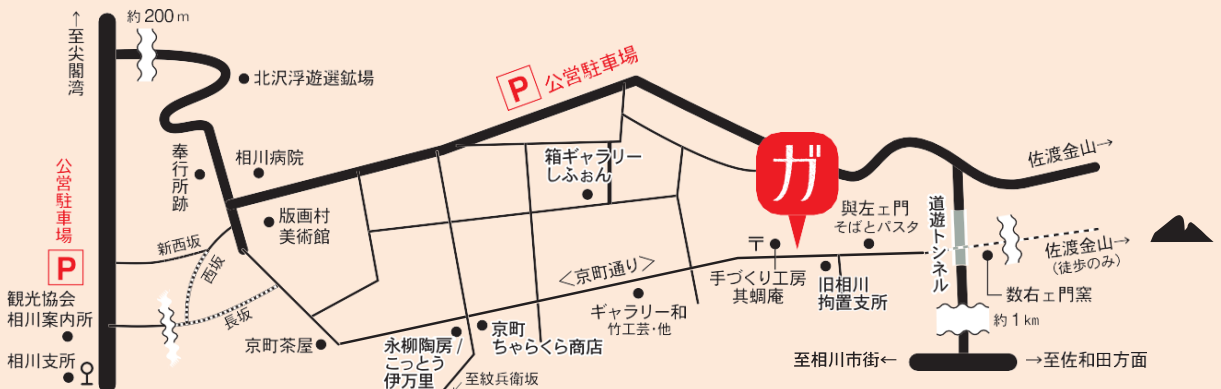 ↑至尖閣湾
約200m
北沢浮遊選鉱場
P 公営駐車場
奉行所跡
相川病院
公営駐車場
P
新西坂
西坂
長坂
版画村
美術館
観光協会
相川案内所
相川支所
京町茶屋
箱ギャラリー
しふぉん
<京町通り>
永柳陶房/
こっとう
伊万里
京町
ちゃらくら商店
至紋兵衛坂
ギャラリー和
竹工芸・他
ガ
〒
手づくり工房
其蜩庵
旧相川
拘置支所
與左ェ門
そばとパスタ
佐渡金山→
道遊トンネル
佐渡金山→
(徒歩のみ)
数右ェ門窯
約1km
至相川市街←
→至佐和田方面